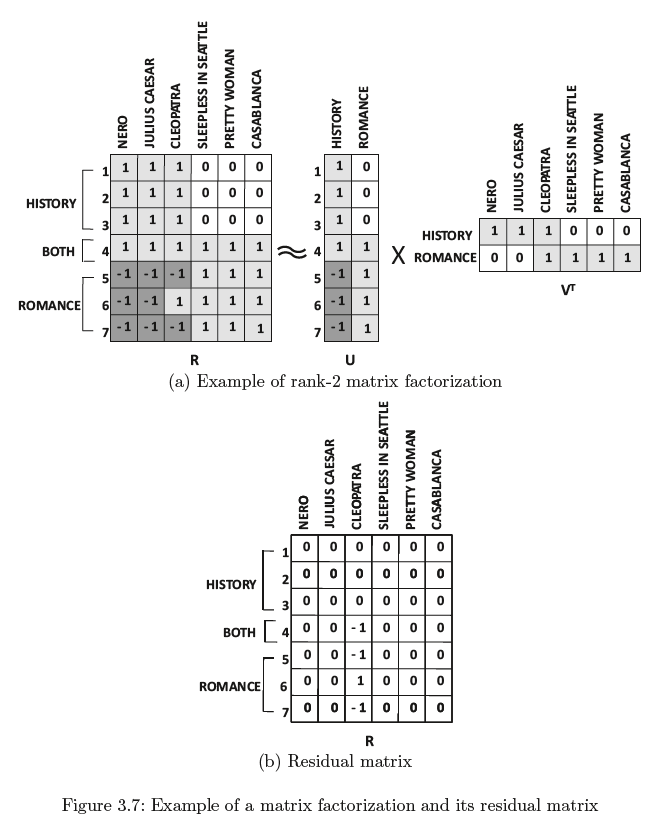 NERO
JULIUS CAESAR
CLEOPATRA
SLEEPLESS IN SEATTLE
PRETTY WOMAN
CASABLANCA
HISTORY
BOTH
ROMANCE
1 1 1 1 0 0 0
2 1 1 1 0 0 0
3 1 1 1 0 0 0
4 1 1 1 1 1 1
5 -1 -1 -1 1 1 1
6 -1 -1 1 1 1 1
7 -1 -1 -1 1 1 1
R
≈
HISTORY
ROMANCE
1 1 0
2 1 0
3 1 0
4 1 1
5 -1 1
6 -1 1
7 -1 1
U
X
NERO
JULIUS CAESAR
CLEOPATRA
SLEEPLESS IN SEATTLE
PRETTY WOMAN
CASABLANCA
HISTORY 1 1 1 0 0 0
ROMANCE 0 0 1 1 1 1
Vᵀ
(a) Example of rank-2 matrix factorization
NERO
JULIUS CAESAR
CLEOPATRA
SLEEPLESS IN SEATTLE
PRETTY WOMAN
CASABLANCA
HISTORY
BOTH
ROMANCE
1 0 0 0 0 0 0
2 0 0 0 0 0 0
3 0 0 0 0 0 0
4 0 0 -1 0 0 0
5 0 0 -1 0 0 0
6 0 0 1 0 0 0
7 0 0 -1 0 0 0
R
(b) Residual matrix
Figure 3.7: Example of a matrix factorization and its residual matrix